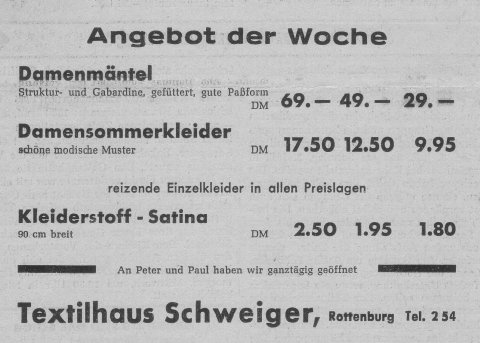 Angebot der Woche
Damenmäntel
Struktur- und Gabardine, gefüttert, gute Paßform
DM 69.— 49.— 29.—
Damensommerkleider
schöne modische Muster DM 17.50 12.50 9.95
reizende Einzelkleider in allen Preislagen
Kleiderstoff - Satina
90 cm breit DM 2.50 1.95 1.80
An Peter und Paul haben wir ganztägig geöffnet
Textilhaus Schweiger, Rottenburg Tel. 2 54